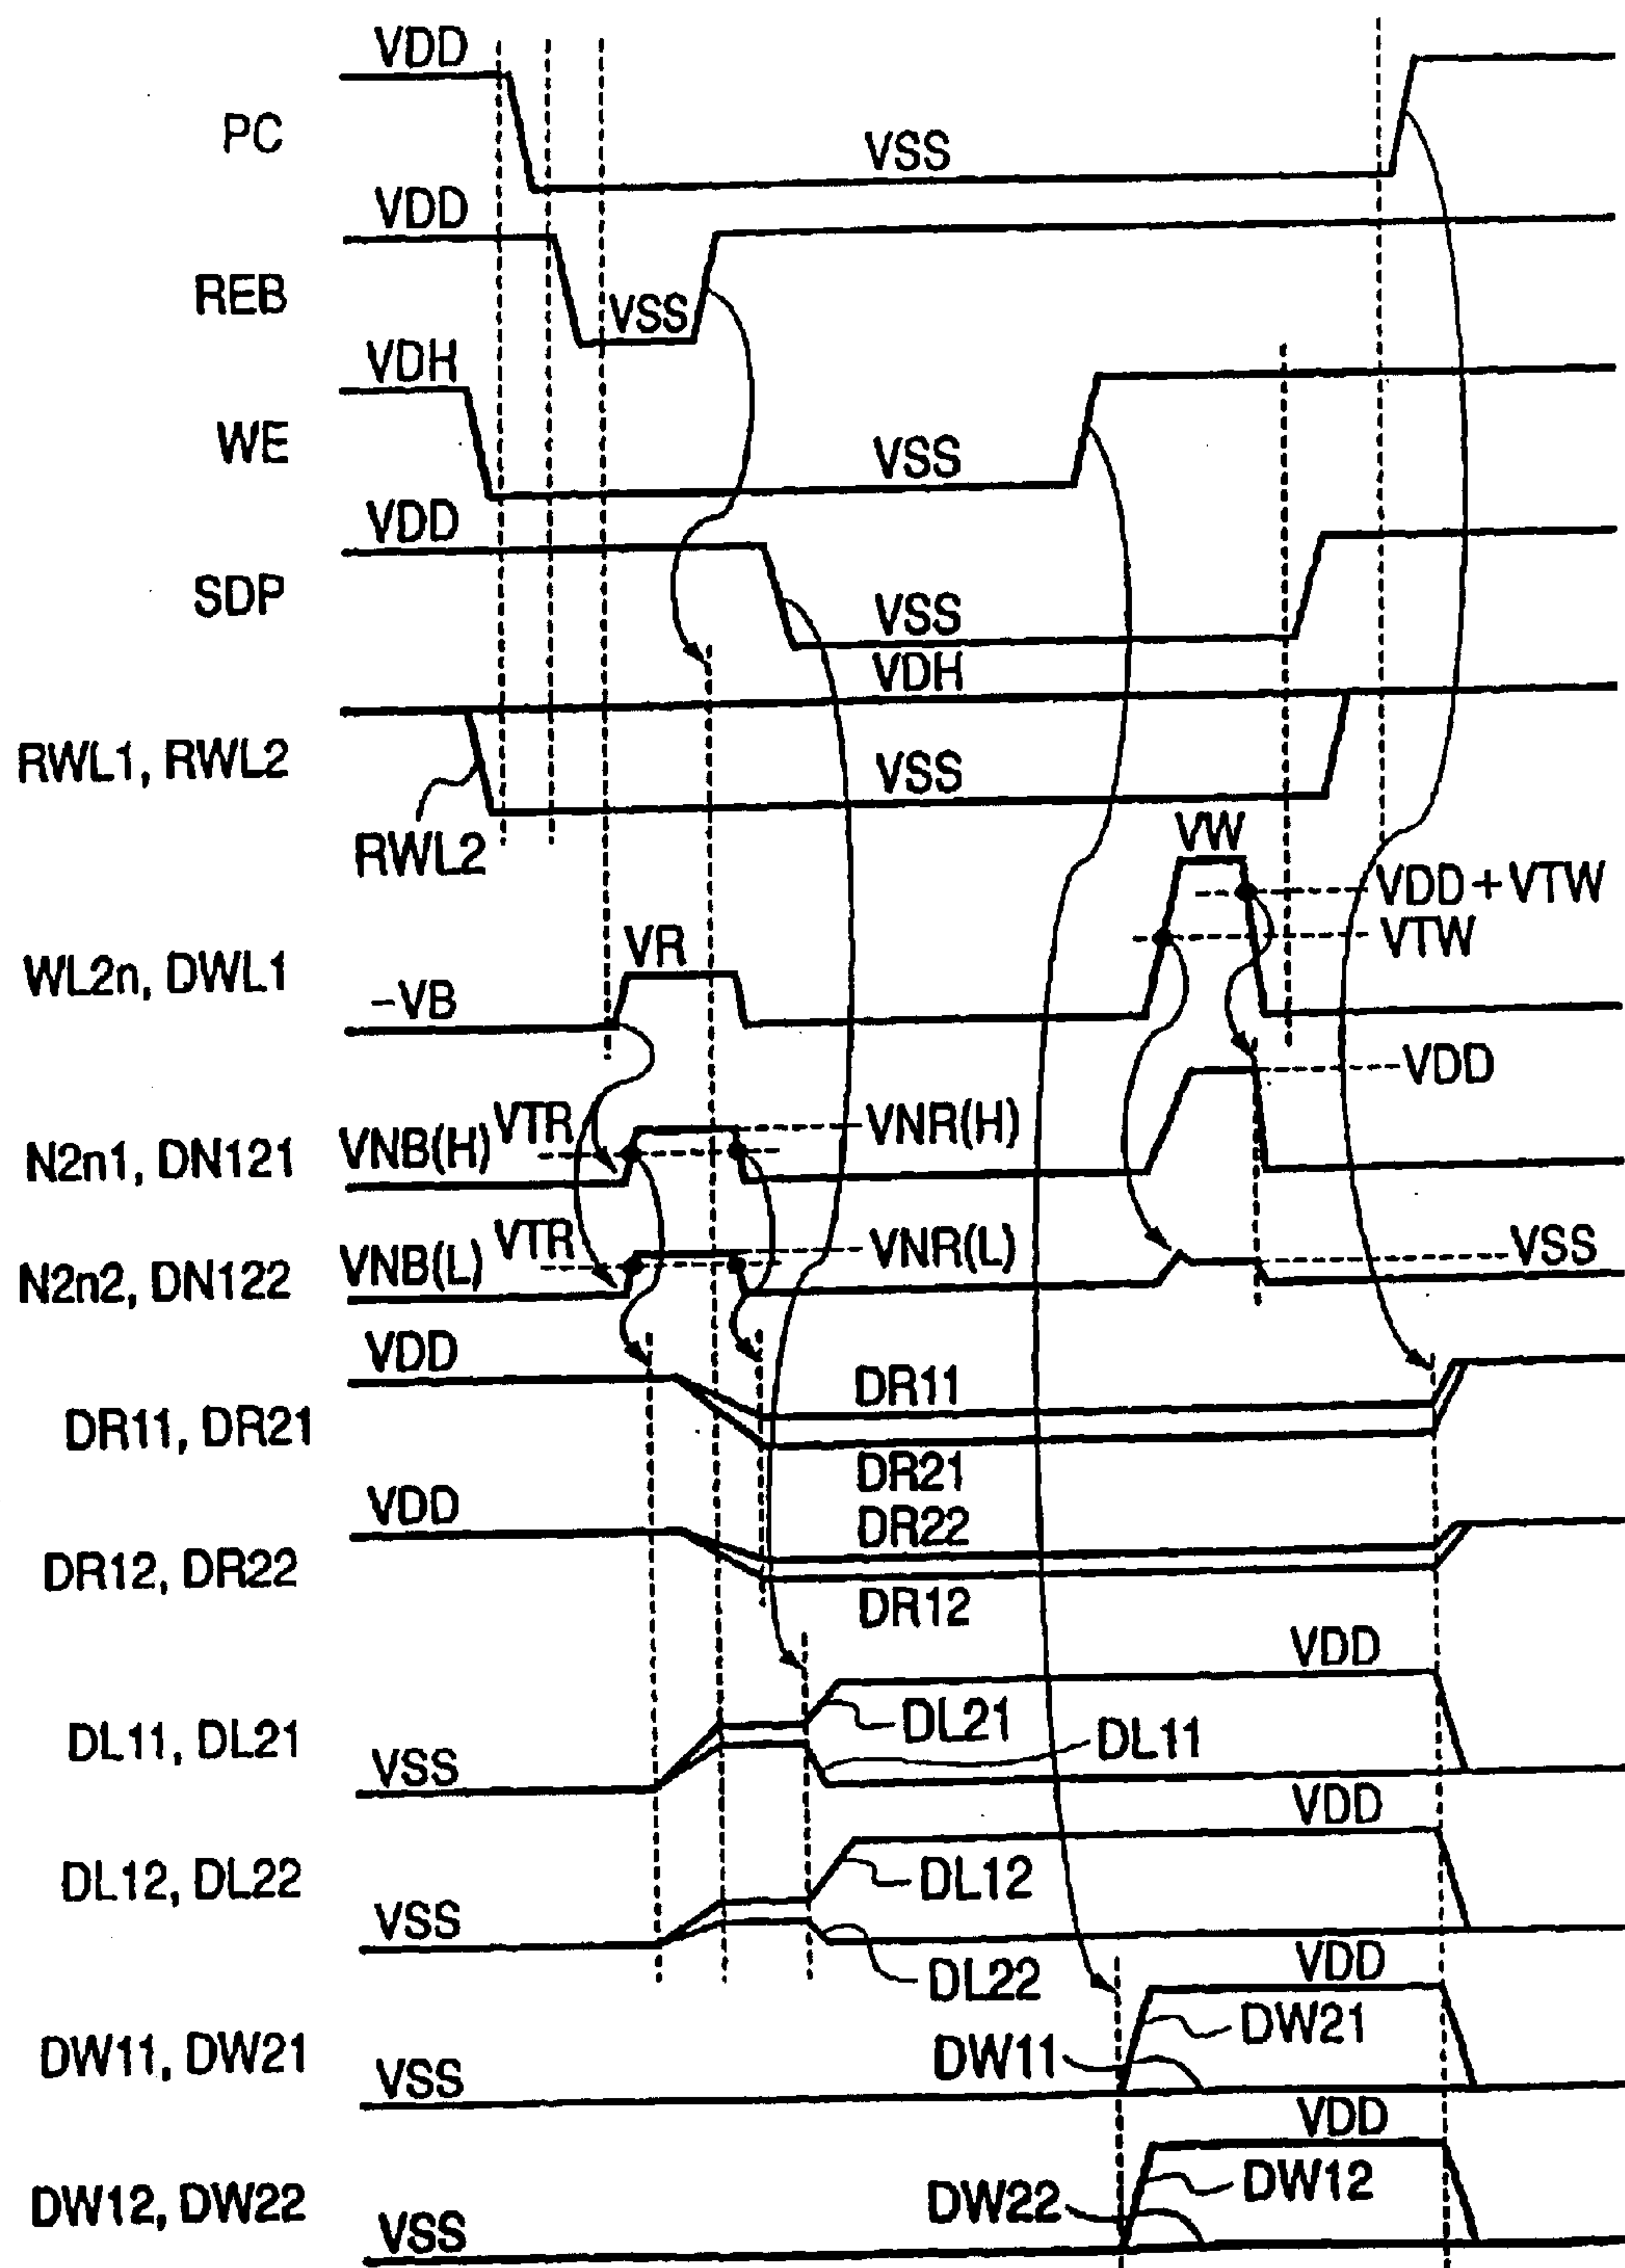 VDD
PC
VSS
VDD
REB
VSS
VDH
WE
VSS
VDD
SDP
VSS
VDH
RWL1, RWL2
VSS
RWL2
VW
VDD+VTW
VTW
WL2n, DWL1
VR
-VB
VDD
N2n1, DN121
VNB(H)
VTR
VNR(H)
N2n2, DN122
VNB(L)
VTR
VNR(L)
VSS
VDD
DR11, DR21
DR11
DR21
VDD
DR22
DR12, DR22
DR12
VDD
DL11, DL21
DL21
DL11
VSS
VDD
DL12, DL22
DL12
VSS
DL22
VDD
DW11, DW21
DW21
DW11
VSS
VDD
DW12, DW22
DW12
DW22
VSS